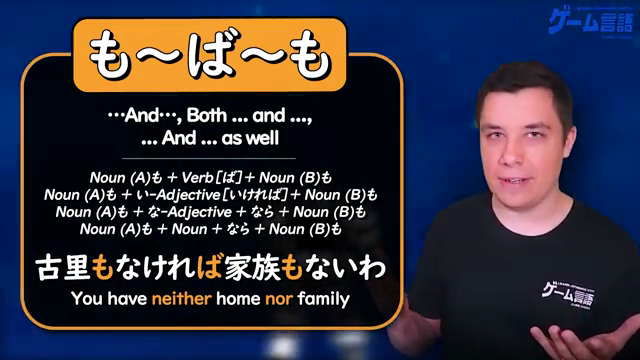 も〜ば〜も
ゲーム言語
…And…, Both ... and ...,
... And ... as well
Noun (A)も + Verb[ば] + Noun (B)も
Noun (A)も + い-Adjective[いければ] + Noun (B)も
Noun (A)も + な-Adjective + なら + Noun (B)も
Noun (A)も + Noun + なら + Noun (B)も
古里もなければ家族もないわ
You have neither home nor family
ゲーム言語